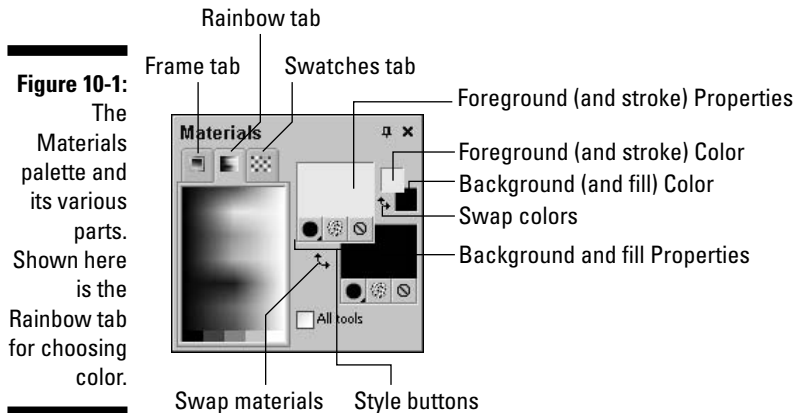 Rainbow tab
Frame tab
Swatches tab
Figure 10-1:
The
Materials
palette and
its various
parts.
Shown here
is the
Rainbow tab
for choosing
color.
Materials
All tools
Foreground (and stroke) Properties
Foreground (and stroke) Color
Background (and fill) Color
Swap colors
Background and fill Properties
Swap materials
Style buttons